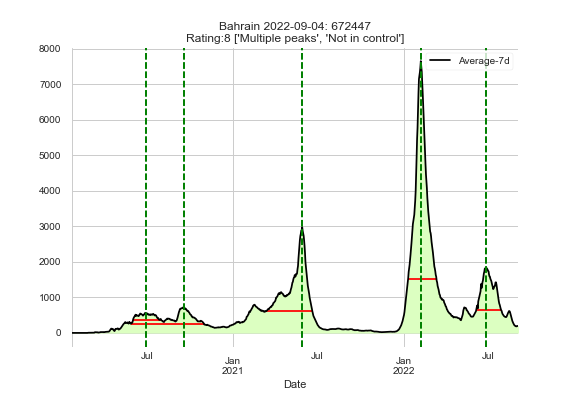 Bahrain 2022-09-04: 672447
Rating:8 ['Multiple peaks', 'Not in control']
8000
7000
6000
5000
4000
3000
2000
1000
0
Average-7d
Jul
Jan
2021
Jul
Jan
2022
Jul
Date